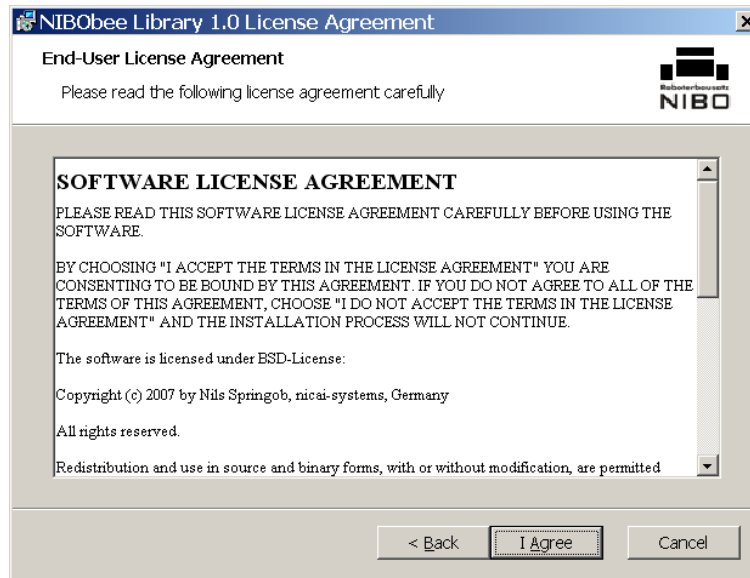 NIBObee Library 1.0 License Agreement
End-User License Agreement
Please read the following license agreement carefully
Roboterbausatz
NIBO
SOFTWARE LICENSE AGREEMENT
PLEASE READ THIS SOFTWARE LICENSE AGREEMENT CAREFULLY BEFORE USING THE
SOFTWARE.
BY CHOOSING "I ACCEPT THE TERMS IN THE LICENSE AGREEMENT" YOU ARE
CONSENTING TO BE BOUND BY THIS AGREEMENT. IF YOU DO NOT AGREE TO ALL OF THE
TERMS OF THIS AGREEMENT, CHOOSE "I DO NOT ACCEPT THE TERMS IN THE LICENSE
AGREEMENT" AND THE INSTALLATION PROCESS WILL NOT CONTINUE.
The software is licensed under BSD-License:
Copyright (c) 2007 by Nils Springob, nicai-systems, Germany
All rights reserved.
Redistribution and use in source and binary forms, with or without modification, are permitted
< Back
I Agree
Cancel